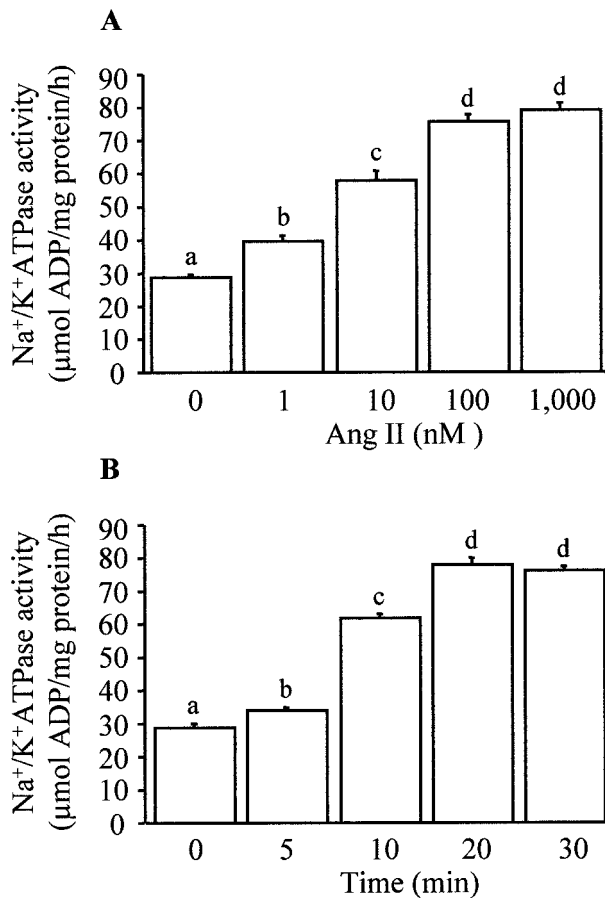 A
Na⁺/K⁺ATPase activity
(µmol ADP/mg protein/h)
90
80
70
60
50
40
30
20
10
0
a
b
c
d
d
0 1 10 100 1,000
Ang II (nM )
B
Na⁺/K⁺ATPase activity
(µmol ADP/mg protein/h)
90
80
70
60
50
40
30
20
10
0
a
b
c
d
d
0 5 10 20 30
Time (min)